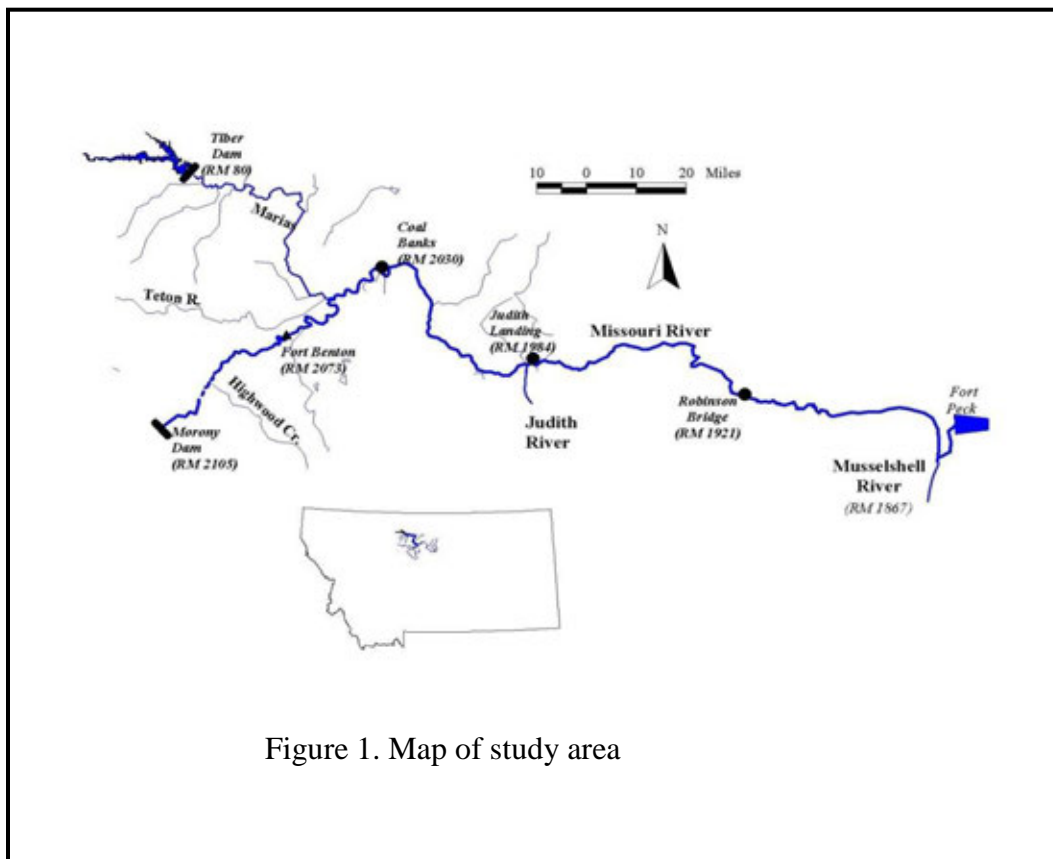 Tiber
Dam
(RM 80)
Marias
Coal
Banks
(RM 2030)
10 0 10 20 Miles
N
Teton R.
Fort Benton
(RM 2073)
Highwood Cr.
Morony
Dam
(RM 2105)
Judith
Landing
(RM 1984)
Judith
River
Missouri River
Robinson
Bridge
(RM 1921)
Fort
Peck
Musselshell
River
(RM 1867)
Figure 1. Map of study area